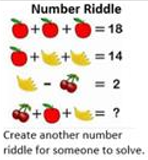 Number Riddle
+ + = 18
+ + = 14
- = 2
+ + = ?
Create another number
riddle for someone to solve.